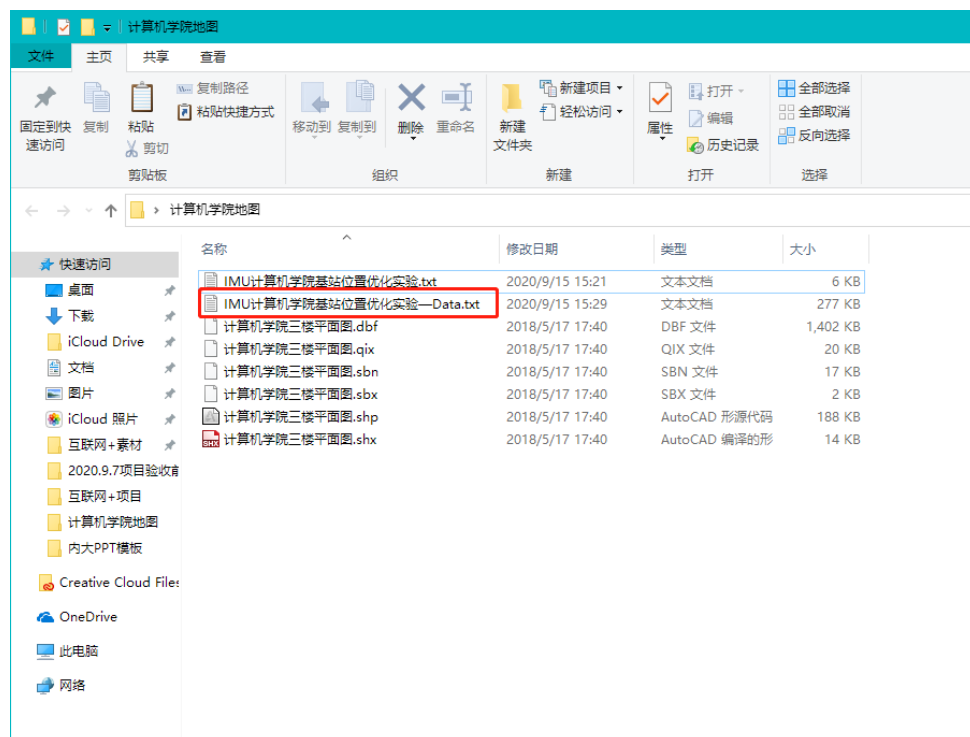 计算机学院地图
文件 主页 共享 查看
固定到快速访问
复制
粘贴
复制路径
粘贴快捷方式
剪切
剪贴板
移动到 复制到 删除 重命名
组织
新建文件夹
新建项目
轻松访问
新建
属性
打开
编辑
历史记录
打开
全部选择
全部取消
反向选择
选择
计算机学院地图
名称 修改日期 类型 大小
IMU计算机学院基站位置优化实验.txt 2020/9/15 15:21 文本文档 6 KB
IMU计算机学院基站位置优化实验—Data.txt 2020/9/15 15:29 文本文档 277 KB
计算机学院三楼平面图.dbf 2018/5/17 17:40 DBF 文件 1,402 KB
计算机学院三楼平面图.qix 2018/5/17 17:40 QIX 文件 20 KB
计算机学院三楼平面图.sbn 2018/5/17 17:40 SBN 文件 17 KB
计算机学院三楼平面图.sbx 2018/5/17 17:40 SBX 文件 2 KB
计算机学院三楼平面图.shp 2018/5/17 17:40 AutoCAD 形源代码 188 KB
SHX 计算机学院三楼平面图.shx 2018/5/17 17:40 AutoCAD 编译的形 14 KB
快速访问
桌面
下载
iCloud Drive
文档
图片
iCloud 照片
互联网+素材
2020.9.7项目验收前
互联网+项目
计算机学院地图
内大PPT模板
Creative Cloud Files
OneDrive
此电脑
网络